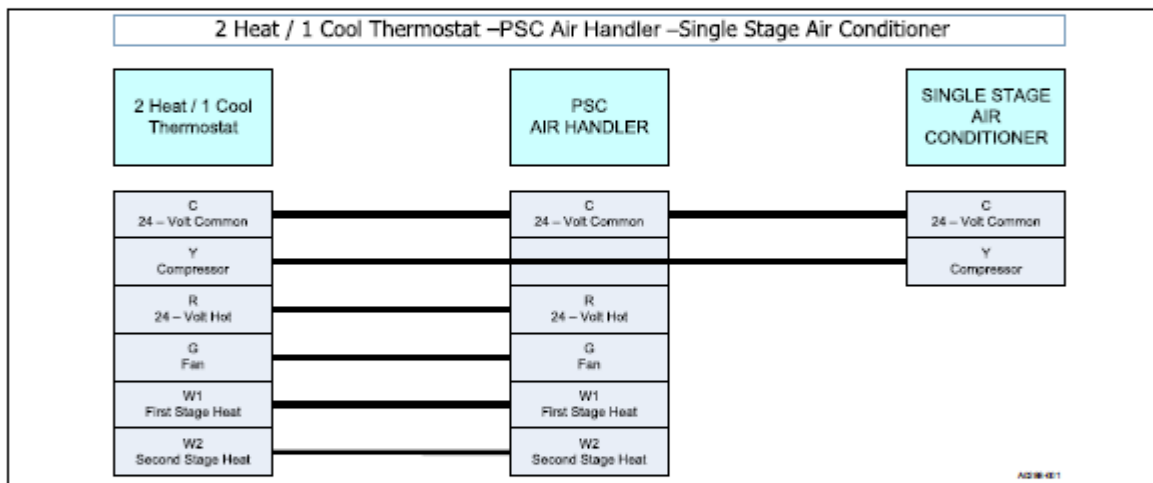 2 Heat / 1 Cool Thermostat –PSC Air Handler –Single Stage Air Conditioner
2 Heat / 1 Cool
Thermostat
PSC
AIR HANDLER
SINGLE STAGE
AIR
CONDITIONER
C
24 – Volt Common
C
24 – Volt Common
C
24 – Volt Common
Y
Compressor
Y
Compressor
R
24 – Volt Hot
R
24 – Volt Hot
G
Fan
G
Fan
W1
First Stage Heat
W1
First Stage Heat
W2
Second Stage Heat
W2
Second Stage Heat